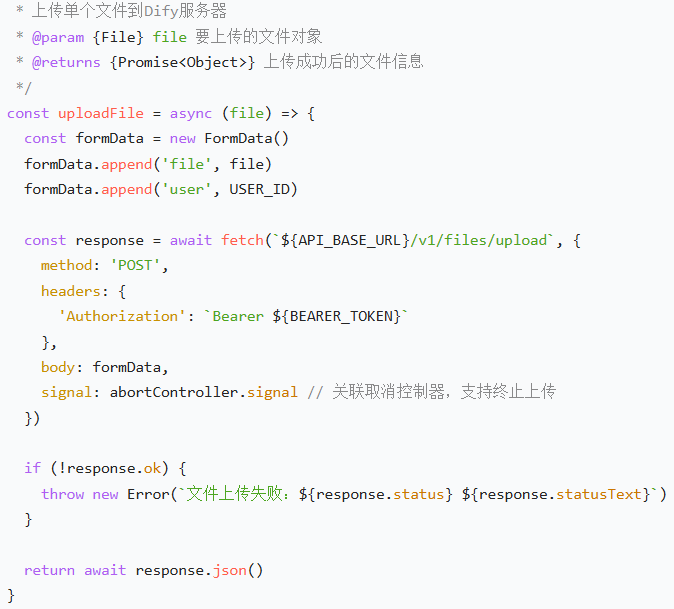 * 上传单个文件到Dify服务器
* @param {File} file 要上传的文件对象
* @returns {Promise<Object>} 上传成功后的文件信息
*/
const uploadFile = async (file) => {
  const formData = new FormData()
  formData.append('file', file)
  formData.append('user', USER_ID)

  const response = await fetch(`${API_BASE_URL}/v1/files/upload`, {
    method: 'POST',
    headers: {
      'Authorization': `Bearer ${BEARER_TOKEN}`
    },
    body: formData,
    signal: abortController.signal // 关联取消控制器，支持终止上传
  })

  if (!response.ok) {
    throw new Error(`文件上传失败：${response.status} ${response.statusText}`)
  }

  return await response.json()
}